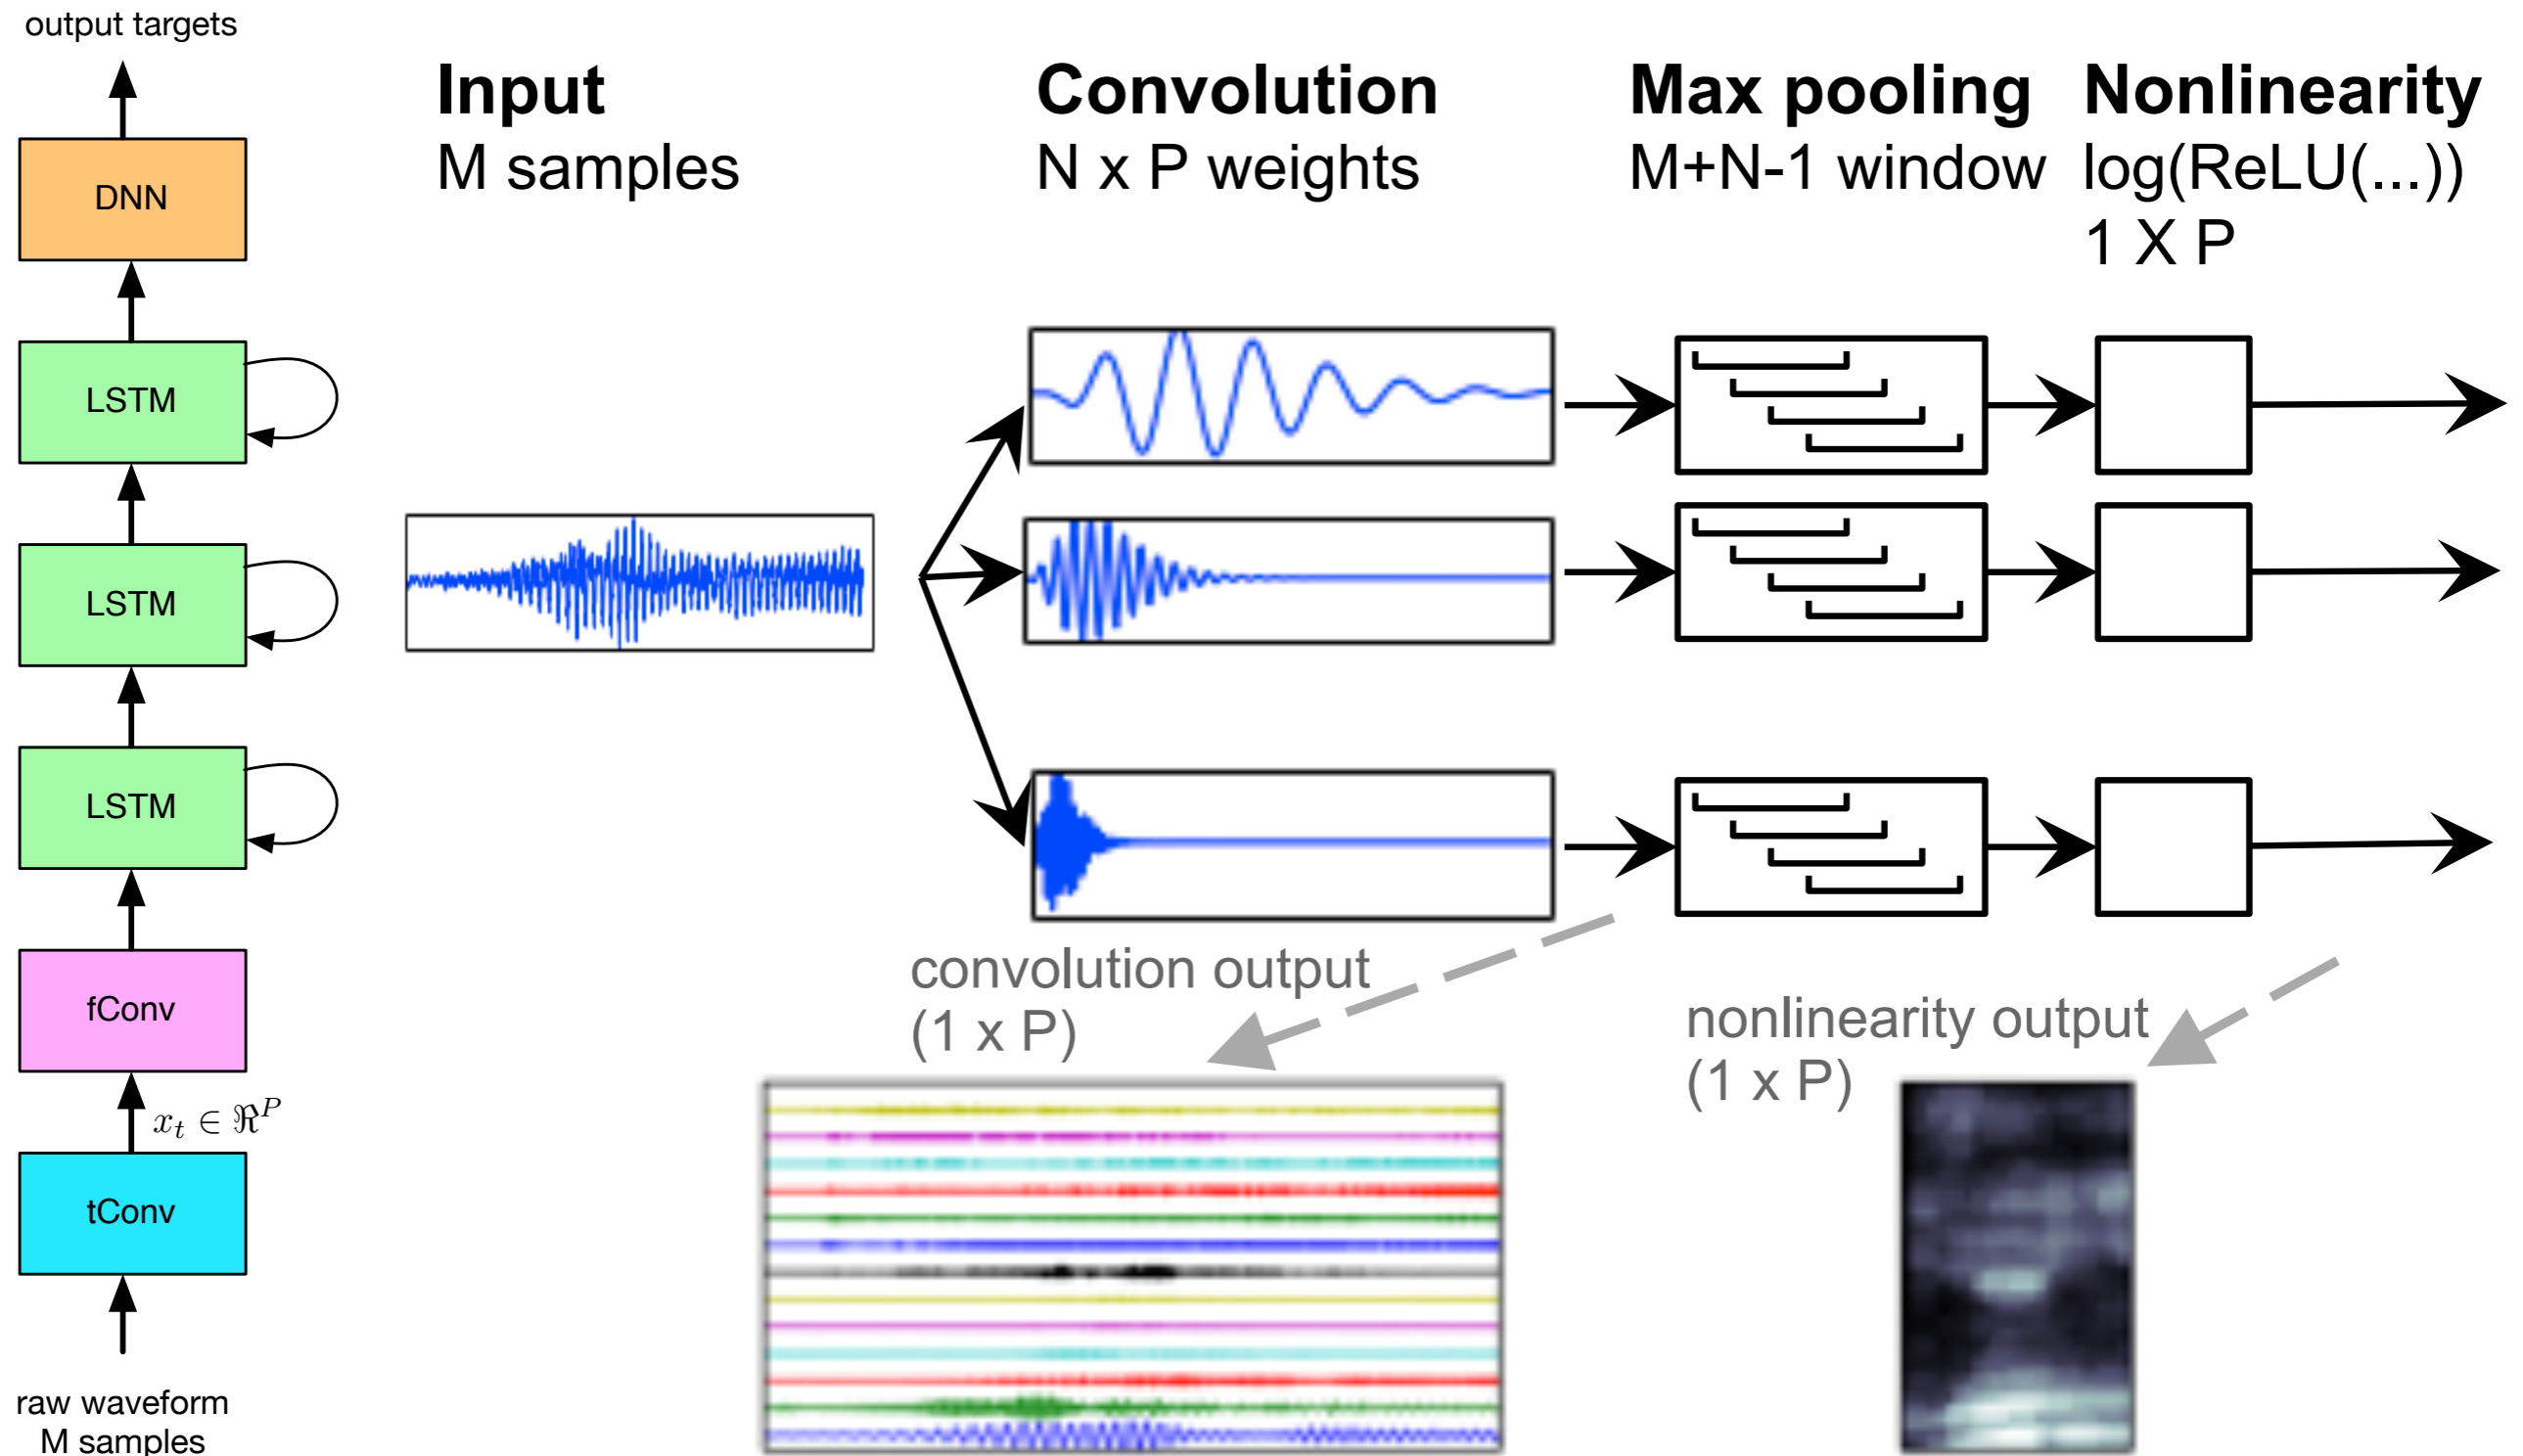 output targets
DNN
LSTM
LSTM
LSTM
fConv
x_t ∈ ℜ^P
tConv
raw waveform
M samples
Input
M samples
Convolution
N x P weights
Max pooling
M+N-1 window
Nonlinearity
log(ReLU(...))
1 X P
convolution output
(1 x P)
nonlinearity output
(1 x P)